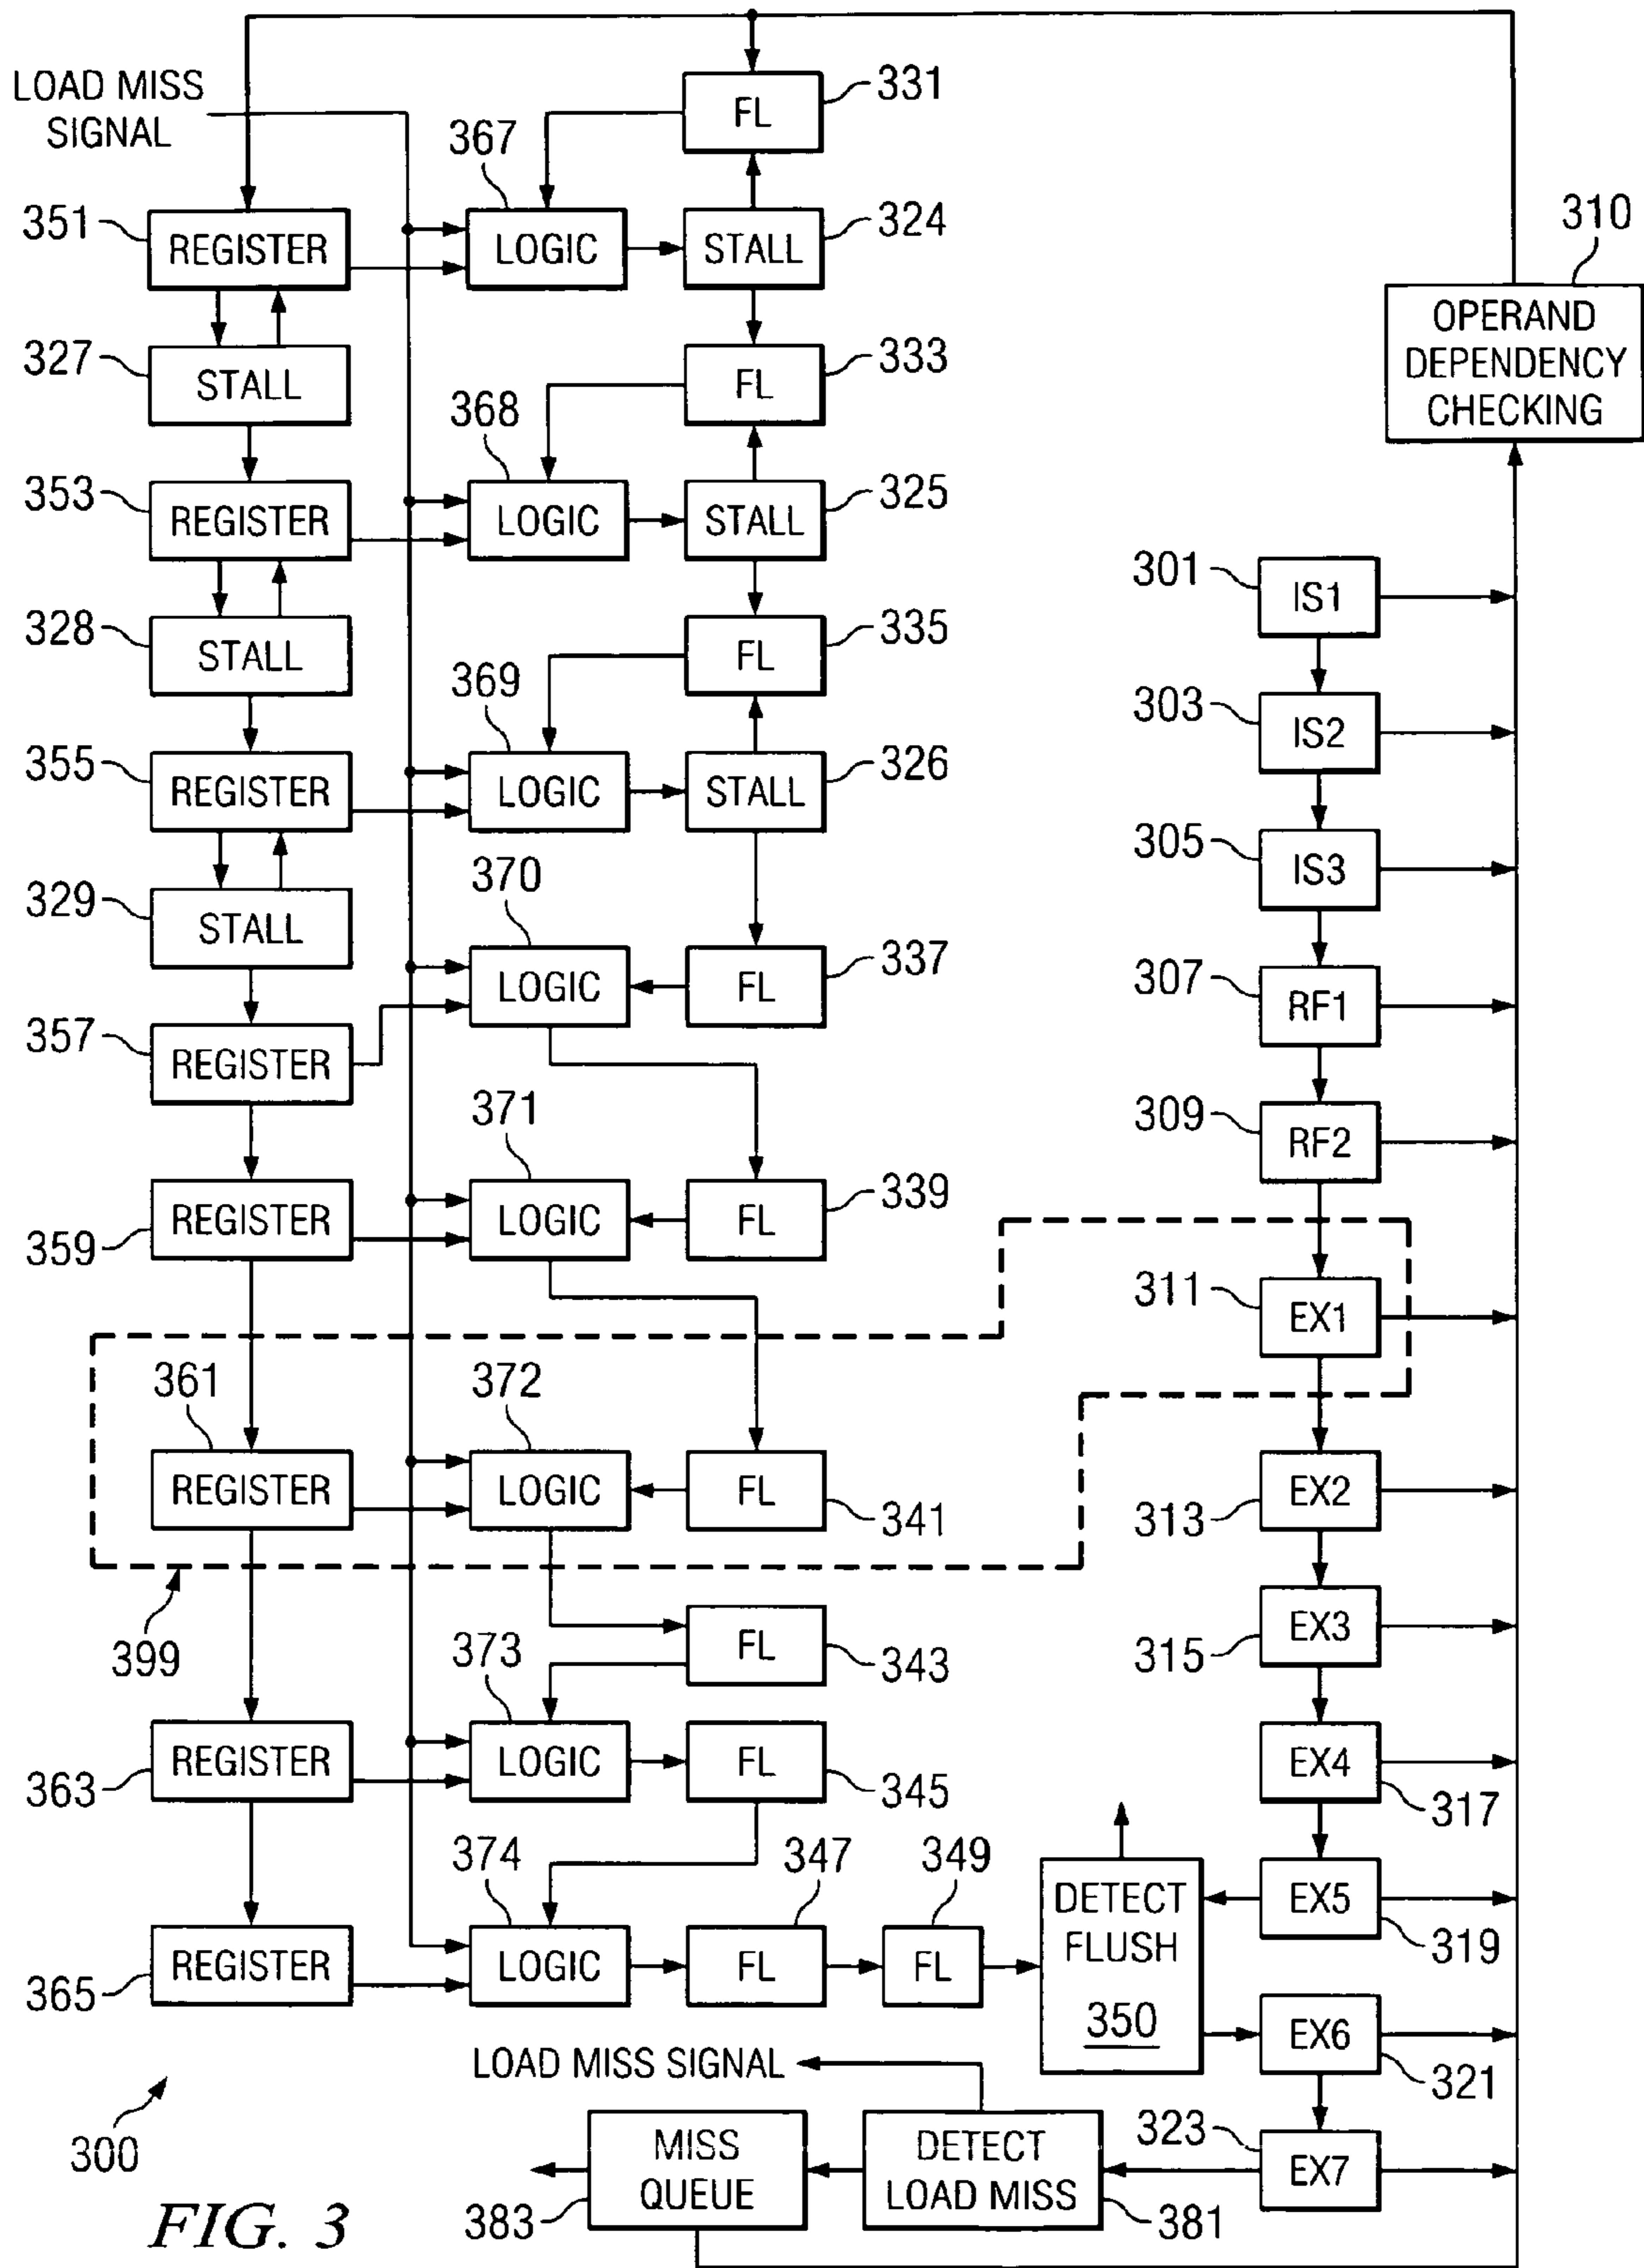 331
FL
LOAD MISS
SIGNAL
367
351
REGISTER
LOGIC
STALL
324
310
OPERAND
DEPENDENCY
CHECKING
327
STALL
FL
333
368
353
REGISTER
LOGIC
STALL
325
301
IS1
328
STALL
FL
335
369
303
IS2
355
REGISTER
LOGIC
STALL
326
305
IS3
329
STALL
370
LOGIC
FL
337
307
RF1
357
REGISTER
371
309
RF2
359
REGISTER
LOGIC
FL
339
311
EX1
361
372
REGISTER
LOGIC
FL
341
313
EX2
399
FL
343
315
EX3
373
363
REGISTER
LOGIC
FL
345
EX4
317
374
347
349
DETECT
FLUSH
350
EX5
319
365
REGISTER
LOGIC
FL
FL
EX6
321
LOAD MISS SIGNAL
300
MISS
QUEUE
383
DETECT
LOAD MISS
381
323
EX7
FIG. 3